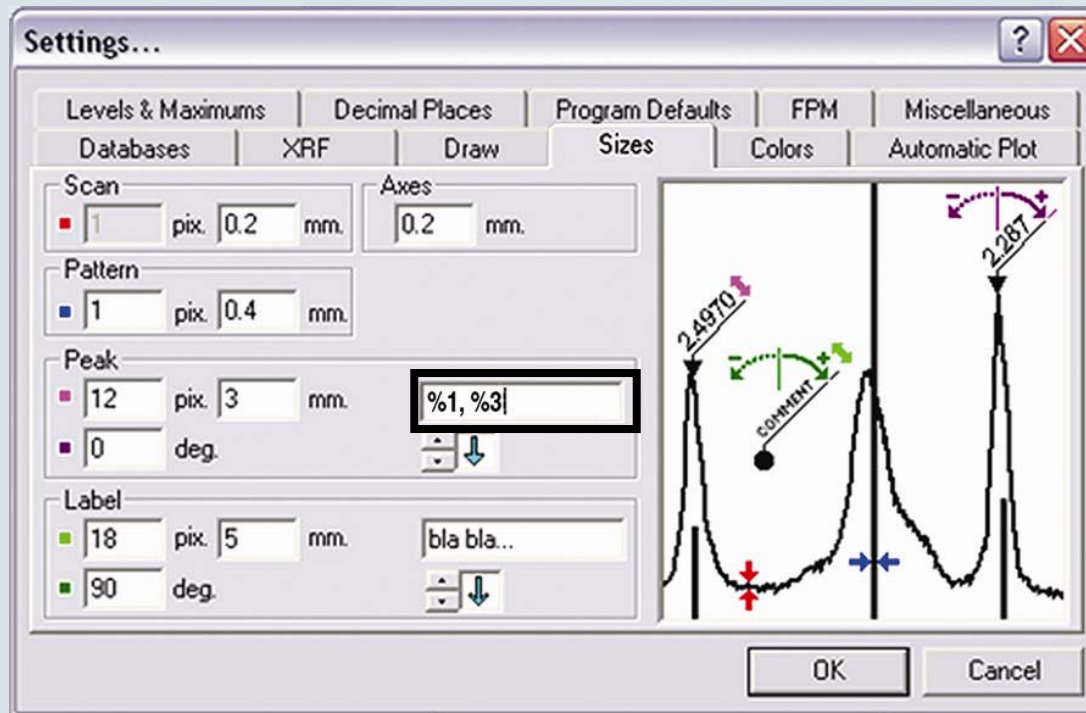 Settings...
?
Levels & Maximums Decimal Places Program Defaults FPM Miscellaneous
Databases XRF Draw Sizes Colors Automatic Plot
Scan
1 pix. 0.2 mm.
Axes
0.2 mm.
Pattern
1 pix. 0.4 mm.
Peak
12 pix. 3 mm. %1, %3
0 deg.
Label
18 pix. 5 mm. bla bla...
90 deg.
- +
2.287
2.4970
- +
COMMENT
OK Cancel